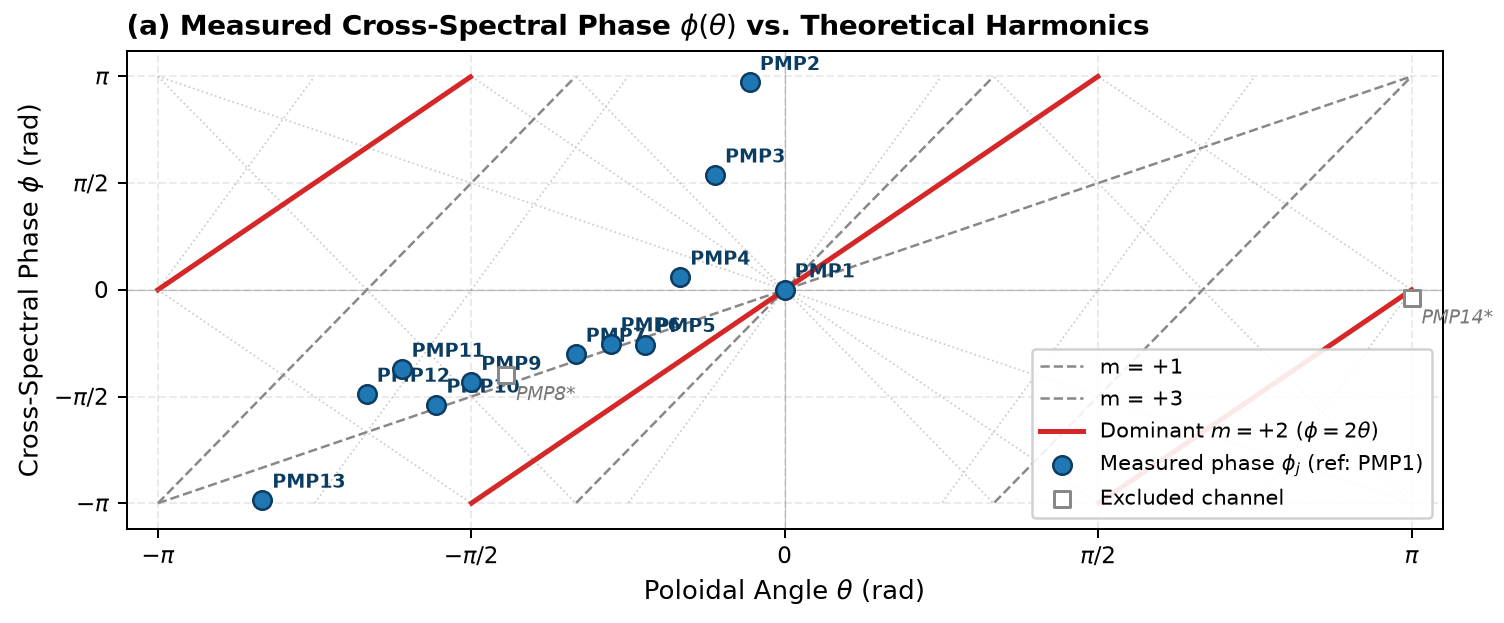 (a) Measured Cross-Spectral Phase ϕ(θ) vs. Theoretical Harmonics
Cross-Spectral Phase ϕ (rad)
π
π/2
0
−π/2
−π
PMP2
PMP3
PMP4
PMP1
PMP6
PMP5
PMP7
PMP11
PMP9
PMP12
PMP10
PMP8*
PMP13
PMP14*
m = +1
m = +3
Dominant m = +2 (ϕ = 2θ)
Measured phase ϕⱼ (ref: PMP1)
Excluded channel
−π
−π/2
0
π/2
π
Poloidal Angle θ (rad)